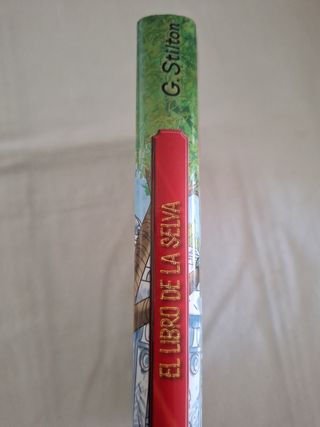 G. Stilton
EL LIBRO DE LA SELVA